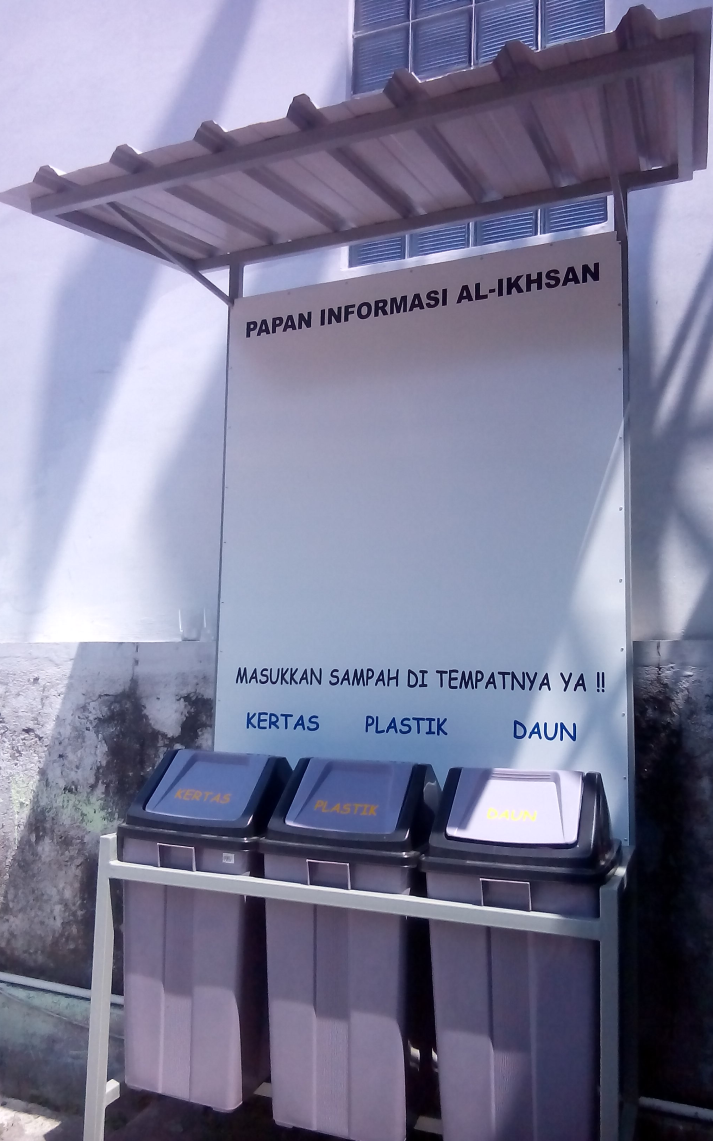 PAPAN INFORMASI AL-IKHSAN
MASUKKAN SAMPAH DI TEMPATNYA YA !!
KERTAS PLASTIK DAUN
KERTAS PLASTIK DAUN